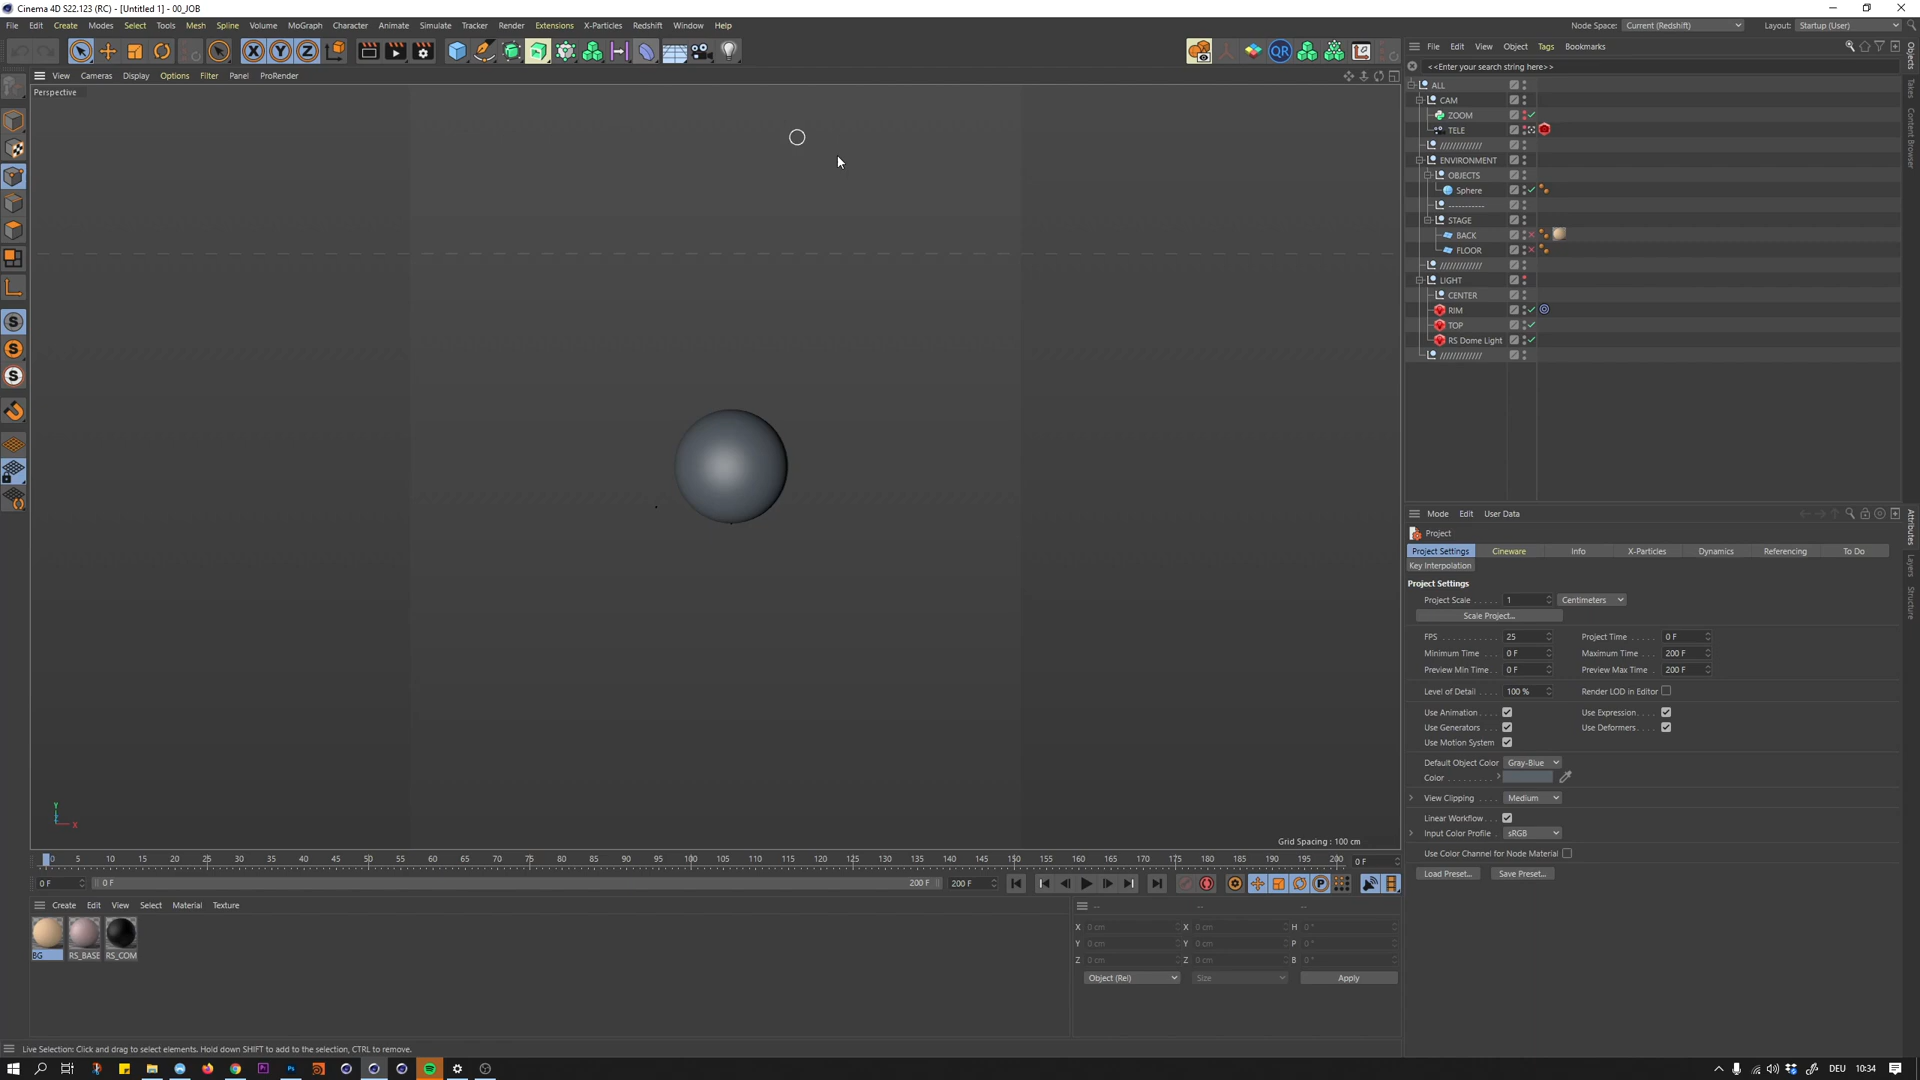 Cinema 4D S22.123 (RC) - [Untitled 1] - 00_JOB
File Edit Create Modes Select Tools Mesh Spline Volume MoGraph Character Animate Simulate Tracker Render Extensions X-Particles Redshift Window Help
Node Space: Current (Redshift) Layout: Startup (User)
X Y Z
QR
File Edit View Object Tags Bookmarks
<<Enter your search string here>>
View Cameras Display Options Filter Panel ProRender
Perspective
ALL
CAM
ZOOM
TELE
/////////////
ENVIRONMENT
OBJECTS
Sphere
-----------
STAGE
BACK
FLOOR
/////////////
LIGHT
CENTER
RIM
TOP
RS Dome Light
/////////////
Objects
Takes
Content Browser
Mode Edit User Data
Project
Project Settings Cineware Info X-Particles Dynamics Referencing To Do
Key Interpolation
Project Settings
Project Scale 1 Centimeters
Scale Project...
FPS 25 Project Time 0 F
Minimum Time 0 F Maximum Time 200 F
Preview Min Time 0 F Preview Max Time 200 F
Level of Detail 100 % Render LOD in Editor
Use Animation Use Expression
Use Generators Use Deformers
Use Motion System
Default Object Color Gray-Blue
Color
View Clipping Medium
Linear Workflow
Input Color Profile sRGB
Use Color Channel for Node Material
Load Preset... Save Preset...
Attributes
Layers
Structure
Y
Z
X
Grid Spacing : 100 cm
0 5 10 15 20 25 30 35 40 45 50 55 60 65 70 75 80 85 90 95 100 105 110 115 120 125 130 135 140 145 150 155 160 165 170 175 180 185 190 195 200 0 F
0 F 0 F 200 F 200 F
Create Edit View Select Material Texture
BG RS_BASE RS_COM
-- -- --
X 0 cm X 0 cm H 0 °
Y 0 cm Y 0 cm P 0 °
Z 0 cm Z 0 cm B 0 °
Object (Rel) Size Apply
Live Selection: Click and drag to select elements. Hold down SHIFT to add to the selection, CTRL to remove.
DEU 10:34